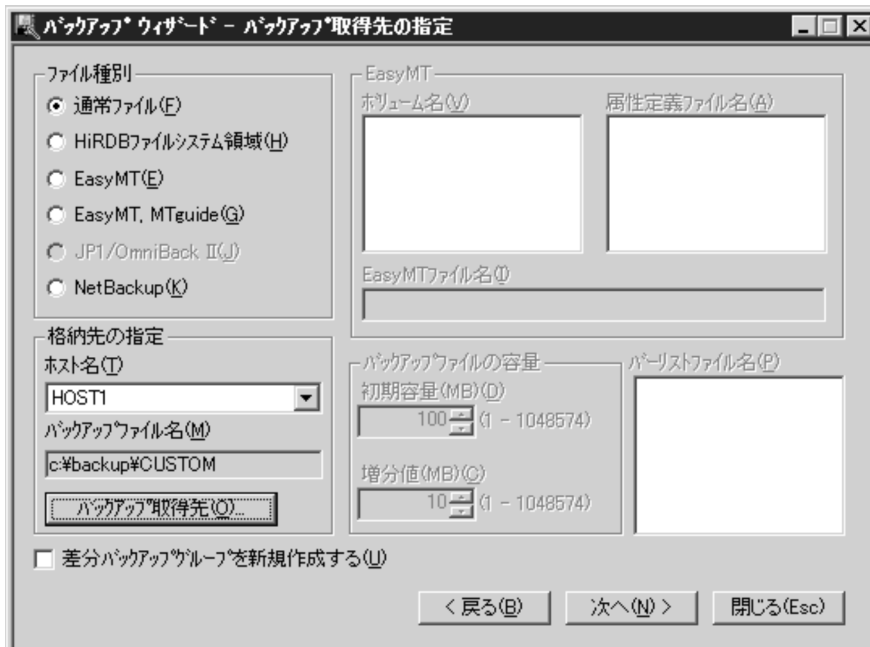 バックアップ ウィザード - バックアップ取得先の指定
ファイル種別
通常ファイル(F)
HiRDBファイルシステム領域(H)
EasyMT(E)
EasyMT, MTguide(G)
JP1/OmniBack II(J)
NetBackup(K)
格納先の指定
ホスト名(T)
HOST1
バックアップファイル名(M)
c:¥backup¥CUSTOM
バックアップ取得先(O)...
EasyMT
ボリューム名(V)
属性定義ファイル名(A)
EasyMTファイル名(I)
バックアップファイルの容量
初期容量(MB)(D)
100 (1 - 1048574)
増分値(MB)(C)
10 (1 - 1048574)
バーリストファイル名(P)
差分バックアップグループを新規作成する(U)
< 戻る(B)
次へ(N) >
閉じる(Esc)